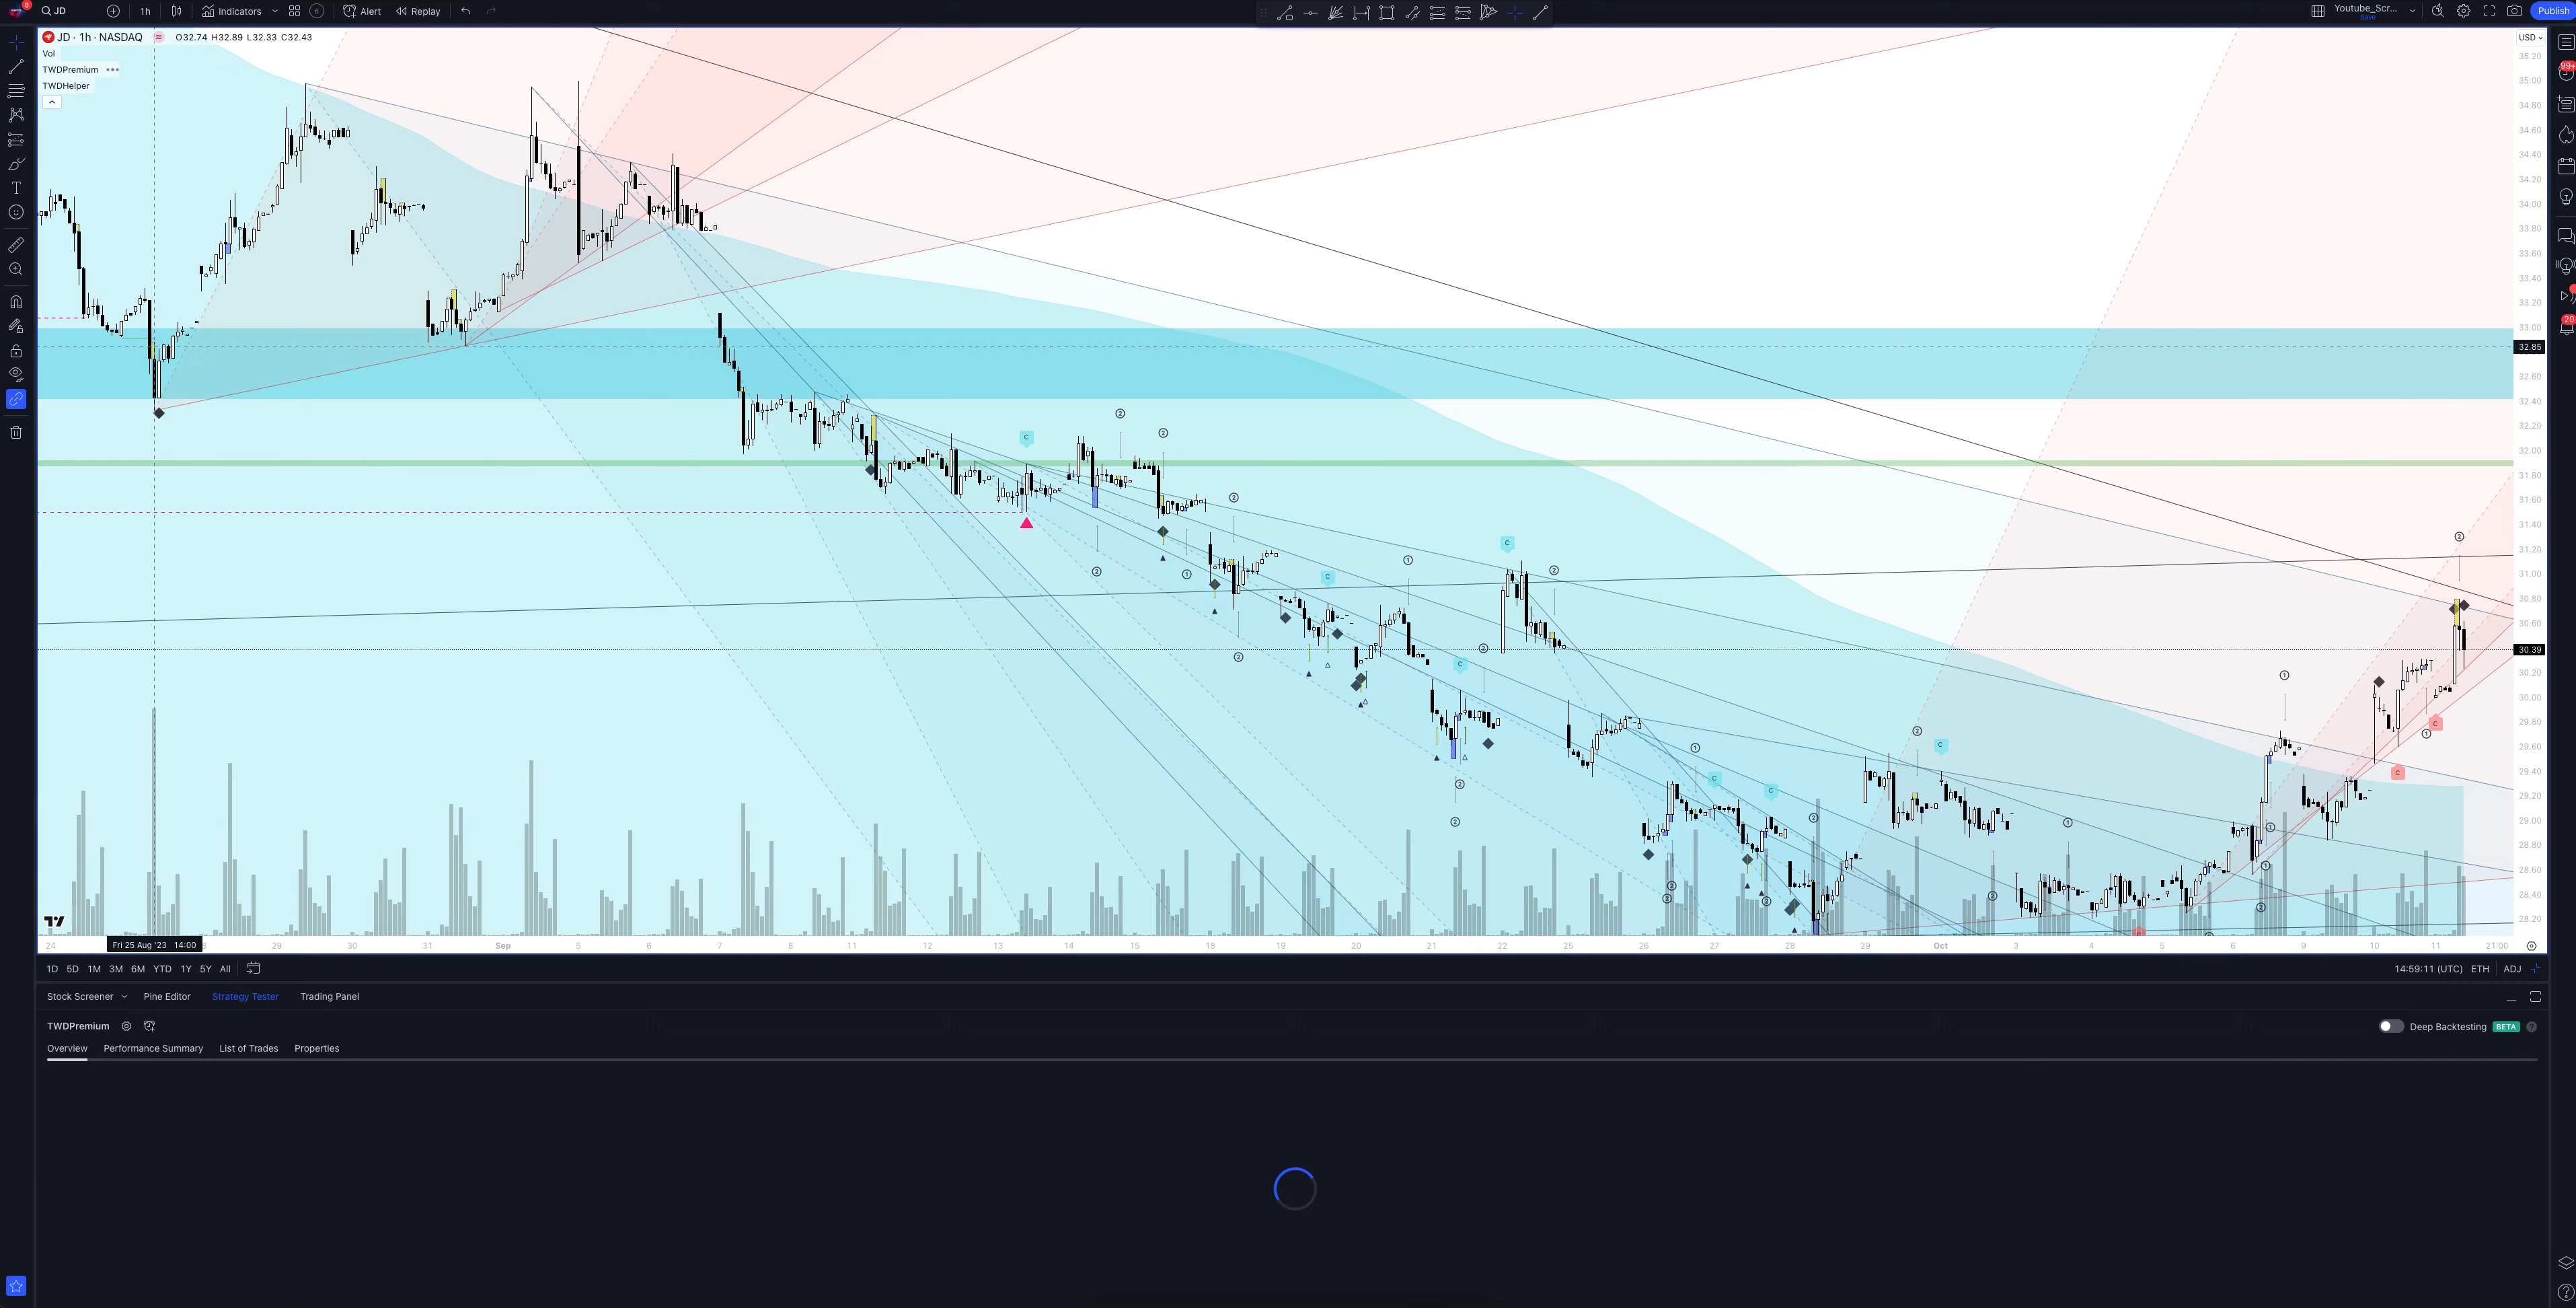 JD
1h
Indicators
Alert
Replay
Youtube_Scr...
Save
Publish
JD · 1h · NASDAQ O32.74 H32.89 L32.33 C32.43
Vol
TWDPremium
TWDHelper
USD
35.20
35.00
34.80
34.60
34.40
34.20
34.00
33.80
33.60
33.40
33.20
33.00
32.85
32.60
32.40
32.20
32.00
31.80
31.60
31.40
31.20
31.00
30.80
30.60
30.39
30.20
30.00
29.80
29.60
29.40
29.20
29.00
28.80
28.60
28.40
28.20
99+
20
24 Fri 25 Aug '23 14:00 29 30 31 Sep 5 6 7 8 11 12 13 14 15 18 19 20 21 22 25 26 27 28 29 Oct 3 4 5 6 9 10 11 21:00
1D 5D 1M 3M 6M YTD 1Y 5Y All
14:59:11 (UTC) ETH ADJ
Stock Screener Pine Editor Strategy Tester Trading Panel
TWDPremium
Deep Backtesting BETA
Overview Performance Summary List of Trades Properties